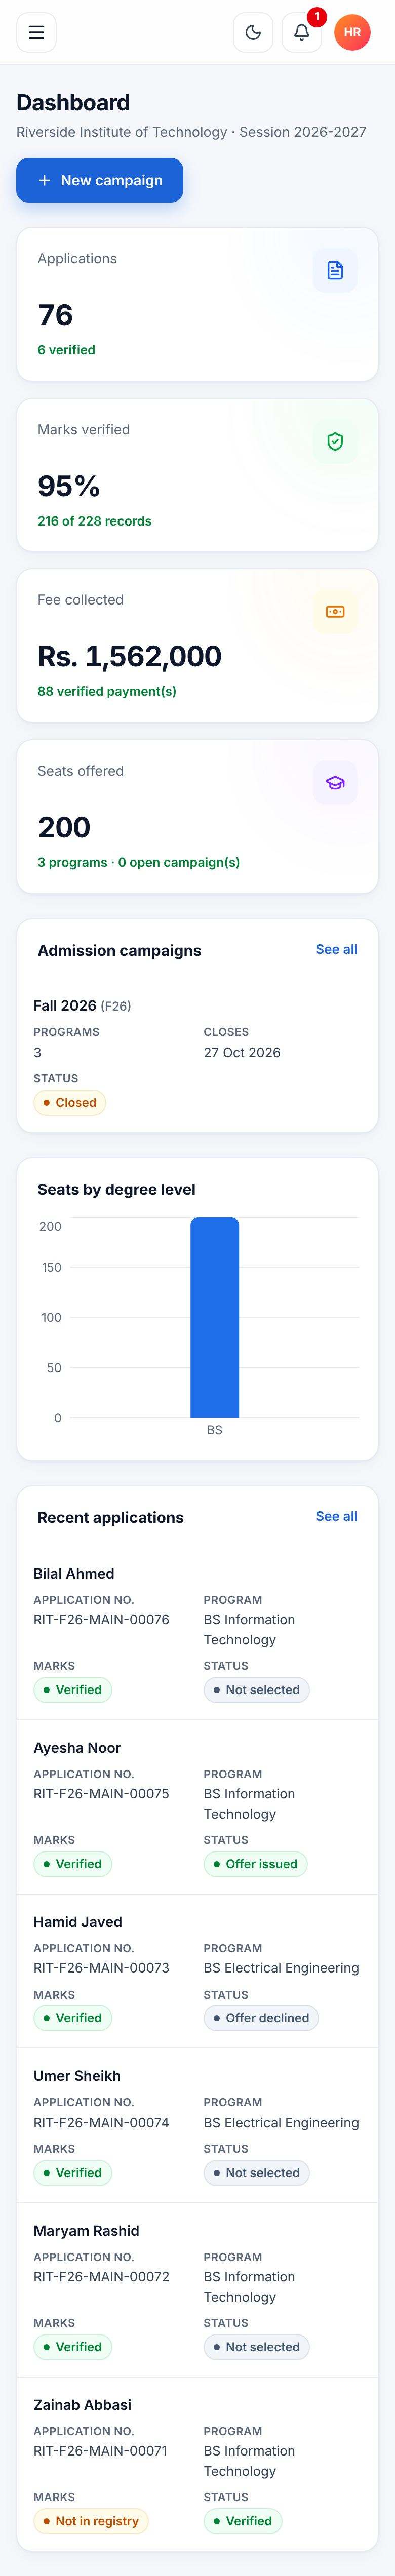 1
HR
Dashboard
Riverside Institute of Technology · Session 2026-2027
New campaign
Applications
76
6 verified
Marks verified
95%
216 of 228 records
Fee collected
Rs. 1,562,000
88 verified payment(s)
Seats offered
200
3 programs · 0 open campaign(s)
Admission campaigns
See all
Fall 2026 (F26)
PROGRAMS
CLOSES
3
27 Oct 2026
STATUS
Closed
Seats by degree level
200
150
100
50
0
BS
Recent applications
See all
Bilal Ahmed
APPLICATION NO.
PROGRAM
RIT-F26-MAIN-00076
BS Information
Technology
MARKS
STATUS
Verified
Not selected
Ayesha Noor
APPLICATION NO.
PROGRAM
RIT-F26-MAIN-00075
BS Information
Technology
MARKS
STATUS
Verified
Offer issued
Hamid Javed
APPLICATION NO.
PROGRAM
RIT-F26-MAIN-00073
BS Electrical Engineering
MARKS
STATUS
Verified
Offer declined
Umer Sheikh
APPLICATION NO.
PROGRAM
RIT-F26-MAIN-00074
BS Electrical Engineering
MARKS
STATUS
Verified
Not selected
Maryam Rashid
APPLICATION NO.
PROGRAM
RIT-F26-MAIN-00072
BS Information
Technology
MARKS
STATUS
Verified
Not selected
Zainab Abbasi
APPLICATION NO.
PROGRAM
RIT-F26-MAIN-00071
BS Information
Technology
MARKS
STATUS
Not in registry
Verified